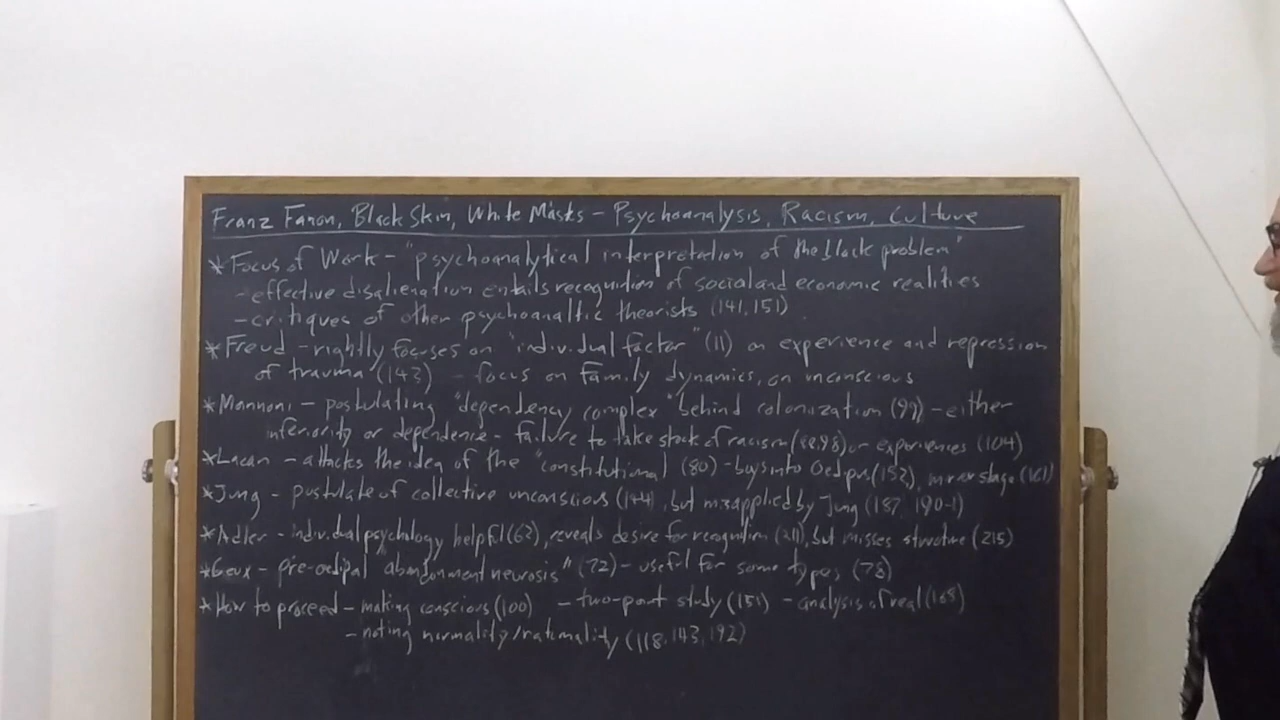 Franz Fanon, Black Skin, White Masks – Psychoanalysis, Racism, Culture
* Focus of Work – "psychoanalytical interpretation of the black problem"
– effective disalienation entails recognition of social and economic realities
– critiques of other psychoanaltic theorists (141, 151)
* Freud – rightly focuses on "individual factor" (11) on experience and repression
of trauma (143) – focus on family dynamics, on unconscious
* Mannoni – postulating "dependency complex" behind colonization (99) – either
inferiority or dependence – failure to take stock of racism (88, 98), or experiences (104)
* Lacan – attacks the idea of the "constitutional (80) – buys into Oedipus (152), mirror stage (161)
* Jung – postulate of collective unconscious (144), but misapplied by Jung (187, 190-1)
* Adler – individual psychology helpful (62), reveals desire for recognition (211), but misses structure (215)
* Geux – pre-oedipal abandonment neurosis" (72) – useful for some types (78)
* How to proceed – making conscious (100) – two-point study (151) – analysis of real (168)
– noting normality/rationality (118, 143, 192)